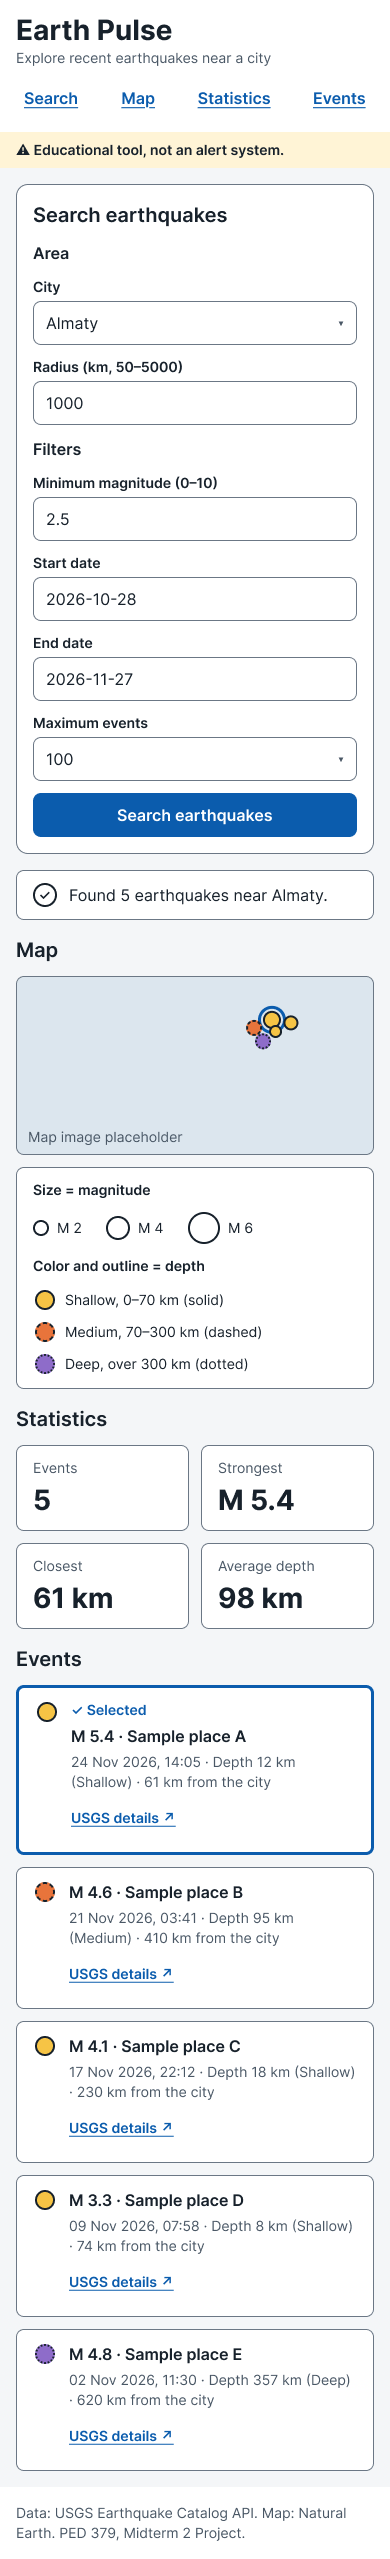 Earth Pulse
Explore recent earthquakes near a city
Search Map Statistics Events
⚠ Educational tool, not an alert system.
Search earthquakes
Area
City
Almaty
Radius (km, 50–5000)
1000
Filters
Minimum magnitude (0–10)
2.5
Start date
2026-10-28
End date
2026-11-27
Maximum events
100
Search earthquakes
Found 5 earthquakes near Almaty.
Map
Map image placeholder
Size = magnitude
M 2 M 4 M 6
Color and outline = depth
Shallow, 0–70 km (solid)
Medium, 70–300 km (dashed)
Deep, over 300 km (dotted)
Statistics
Events
5
Strongest
M 5.4
Closest
61 km
Average depth
98 km
Events
✓ Selected
M 5.4 · Sample place A
24 Nov 2026, 14:05 · Depth 12 km
(Shallow) · 61 km from the city
USGS details ↗
M 4.6 · Sample place B
21 Nov 2026, 03:41 · Depth 95 km
(Medium) · 410 km from the city
USGS details ↗
M 4.1 · Sample place C
17 Nov 2026, 22:12 · Depth 18 km (Shallow)
· 230 km from the city
USGS details ↗
M 3.3 · Sample place D
09 Nov 2026, 07:58 · Depth 8 km (Shallow)
· 74 km from the city
USGS details ↗
M 4.8 · Sample place E
02 Nov 2026, 11:30 · Depth 357 km (Deep)
· 620 km from the city
USGS details ↗
Data: USGS Earthquake Catalog API. Map: Natural
Earth. PED 379, Midterm 2 Project.